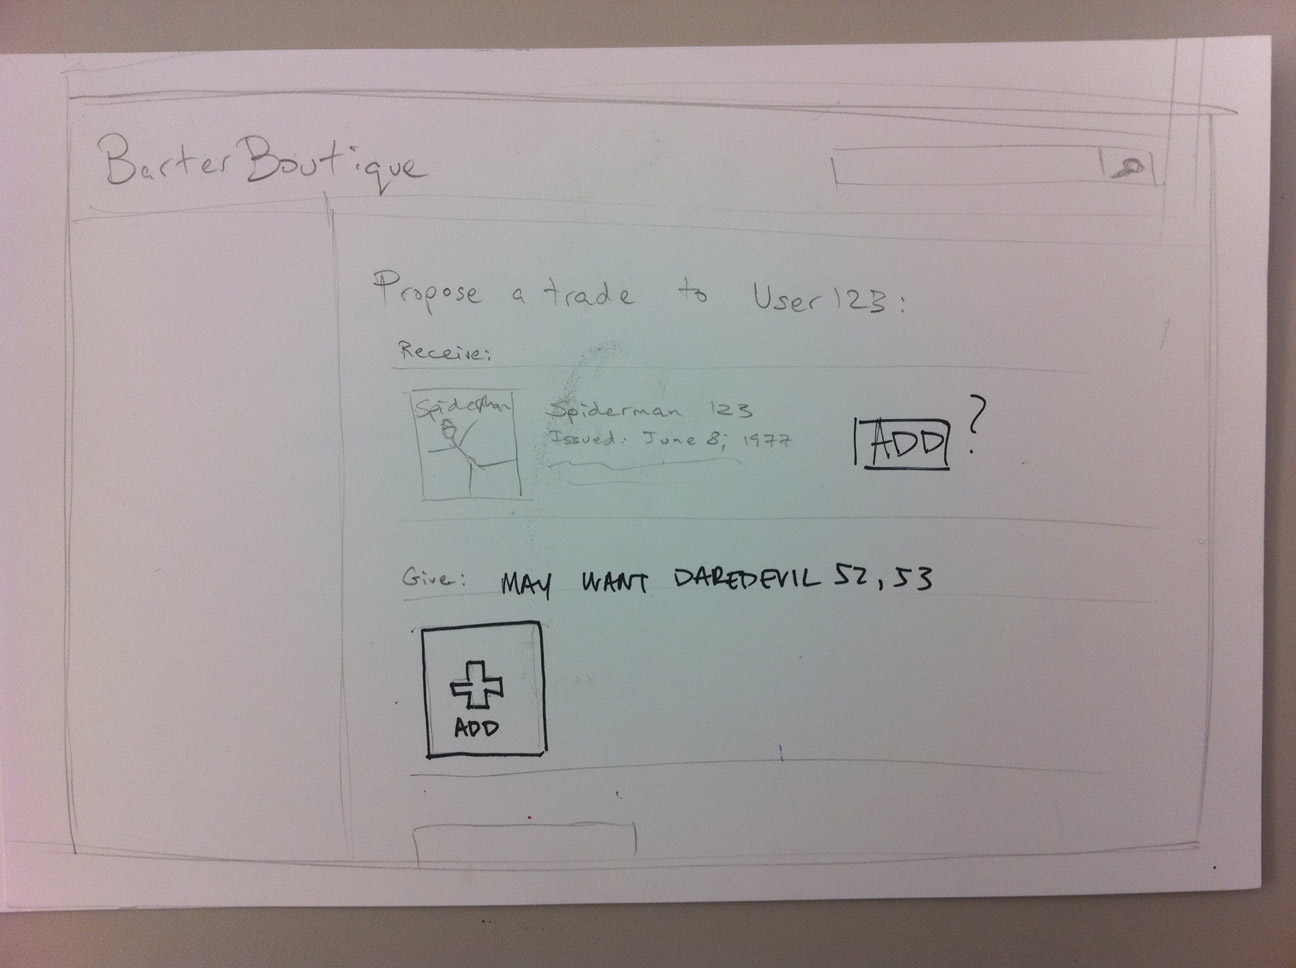 BarterBoutique
Propose a trade to User123:
Receive:
Spiderman
Spiderman 123
Issued: June 8, 1977
ADD ?
Give: MAY WANT DAREDEVIL 52, 53
ADD